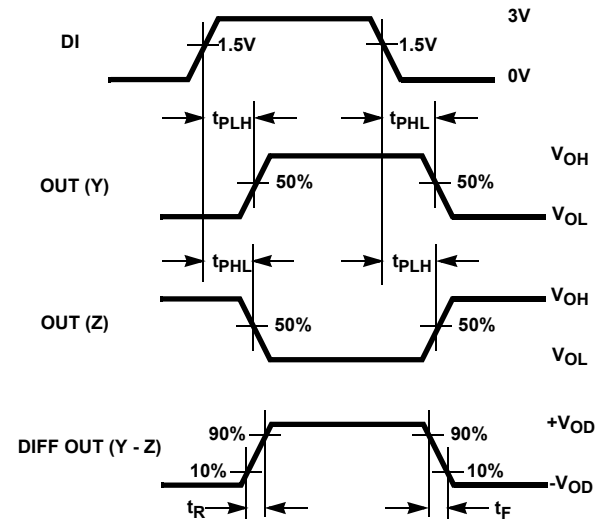 3V
DI
1.5V
1.5V
0V
tPLH
tPHL
VOH
OUT (Y)
50%
50%
VOL
tPHL
tPLH
VOH
OUT (Z)
50%
50%
VOL
+VOD
DIFF OUT (Y - Z)
90%
90%
10%
10%
-VOD
tR
tF